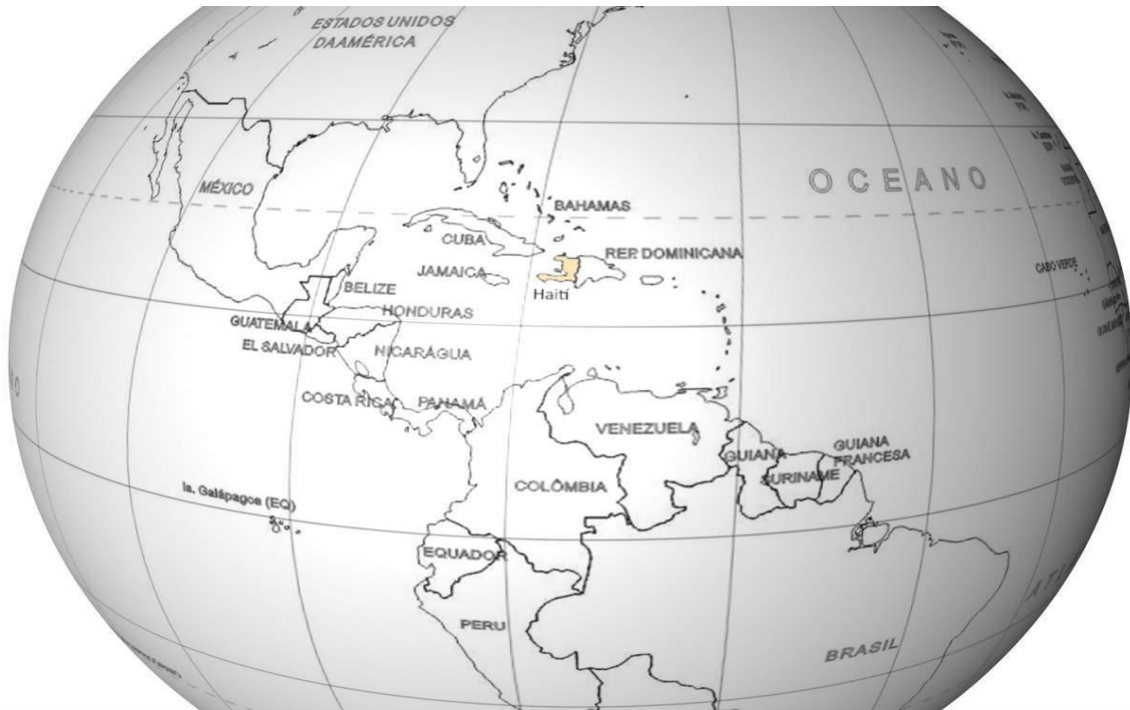 ESTADOS UNIDOS
DAAMÉRICA
OCEANO
MÉXICO
BAHAMAS
CUBA
REP. DOMINICANA
JAMAICA
CABO VERDE
BELIZE
Haití
HONDURAS
GUATEMALA
EL SALVADOR
NICARÁGUA
COSTA RICA
PANAMÁ
VENEZUELA
GUIANA
GUIANA
FRANCESA
SURINAME
COLÔMBIA
Is. Galápagos (EQ)
EQUADOR
PERU
BRASIL